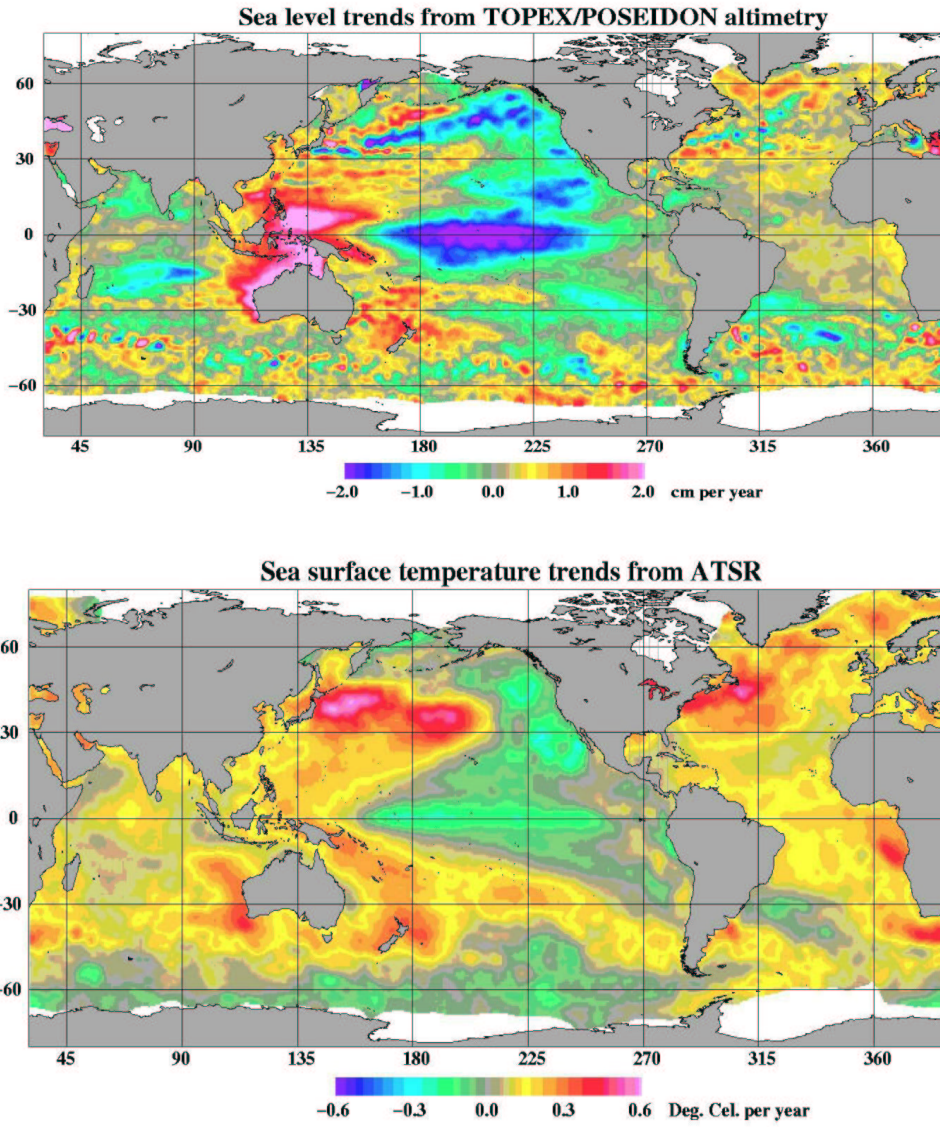 Sea level trends from TOPEX/POSEIDON altimetry
60
30
0
−30
−60
45 90 135 180 225 270 315 360
−2.0 −1.0 0.0 1.0 2.0 cm per year
Sea surface temperature trends from ATSR
60
30
0
−30
−60
45 90 135 180 225 270 315 360
−0.6 −0.3 0.0 0.3 0.6 Deg. Cel. per year